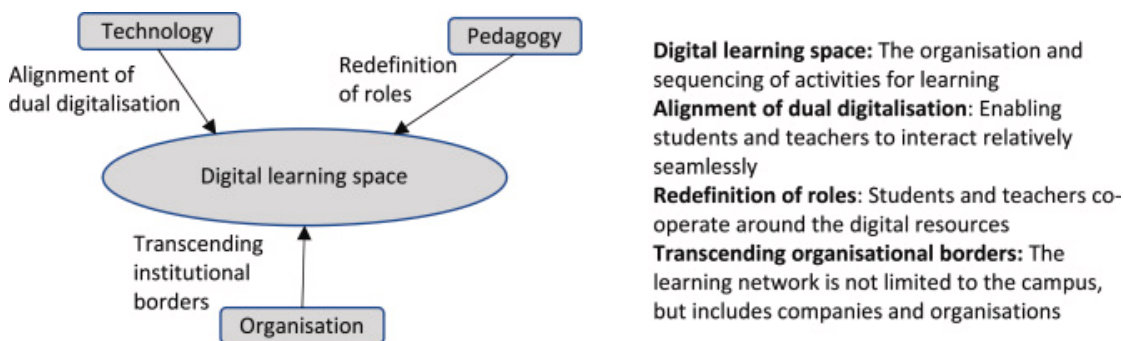 Technology
Pedagogy
Alignment of
dual digitalisation
Redefinition
of roles
Digital learning space
Transcending
institutional
borders
Organisation
Digital learning space: The organisation and
sequencing of activities for learning
Alignment of dual digitalisation: Enabling
students and teachers to interact relatively
seamlessly
Redefinition of roles: Students and teachers co-
operate around the digital resources
Transcending organisational borders: The
learning network is not limited to the campus,
but includes companies and organisations